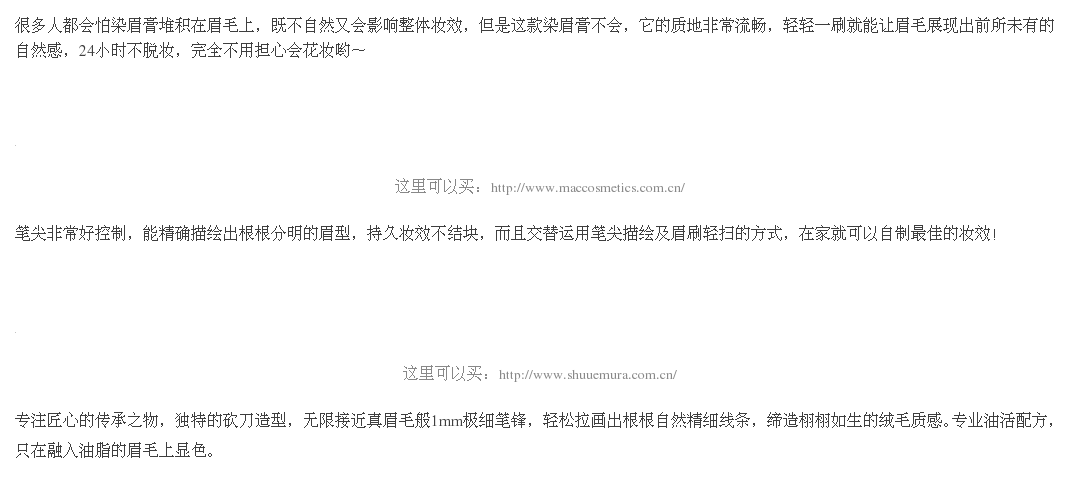 很多人都会怕染眉膏堆积在眉毛上，既不自然又会影响整体妆效，但是这款染眉膏不会，它的质地非常流畅，轻轻一刷就能让眉毛展现出前所未有的
自然感，24小时不脱妆，完全不用担心会花妆哟～
这里可以买：http://www.maccosmetics.com.cn/
笔尖非常好控制，能精确描绘出根根分明的眉型，持久妆效不结块，而且交替运用笔尖描绘及眉刷轻扫的方式，在家就可以自制最佳的妆效！
这里可以买：http://www.shuuemura.com.cn/
专注匠心的传承之物，独特的砍刀造型，无限接近真眉毛般1mm极细笔锋，轻松拉画出根根自然精细线条，缔造栩栩如生的绒毛质感。专业油活配方，
只在融入油脂的眉毛上显色。